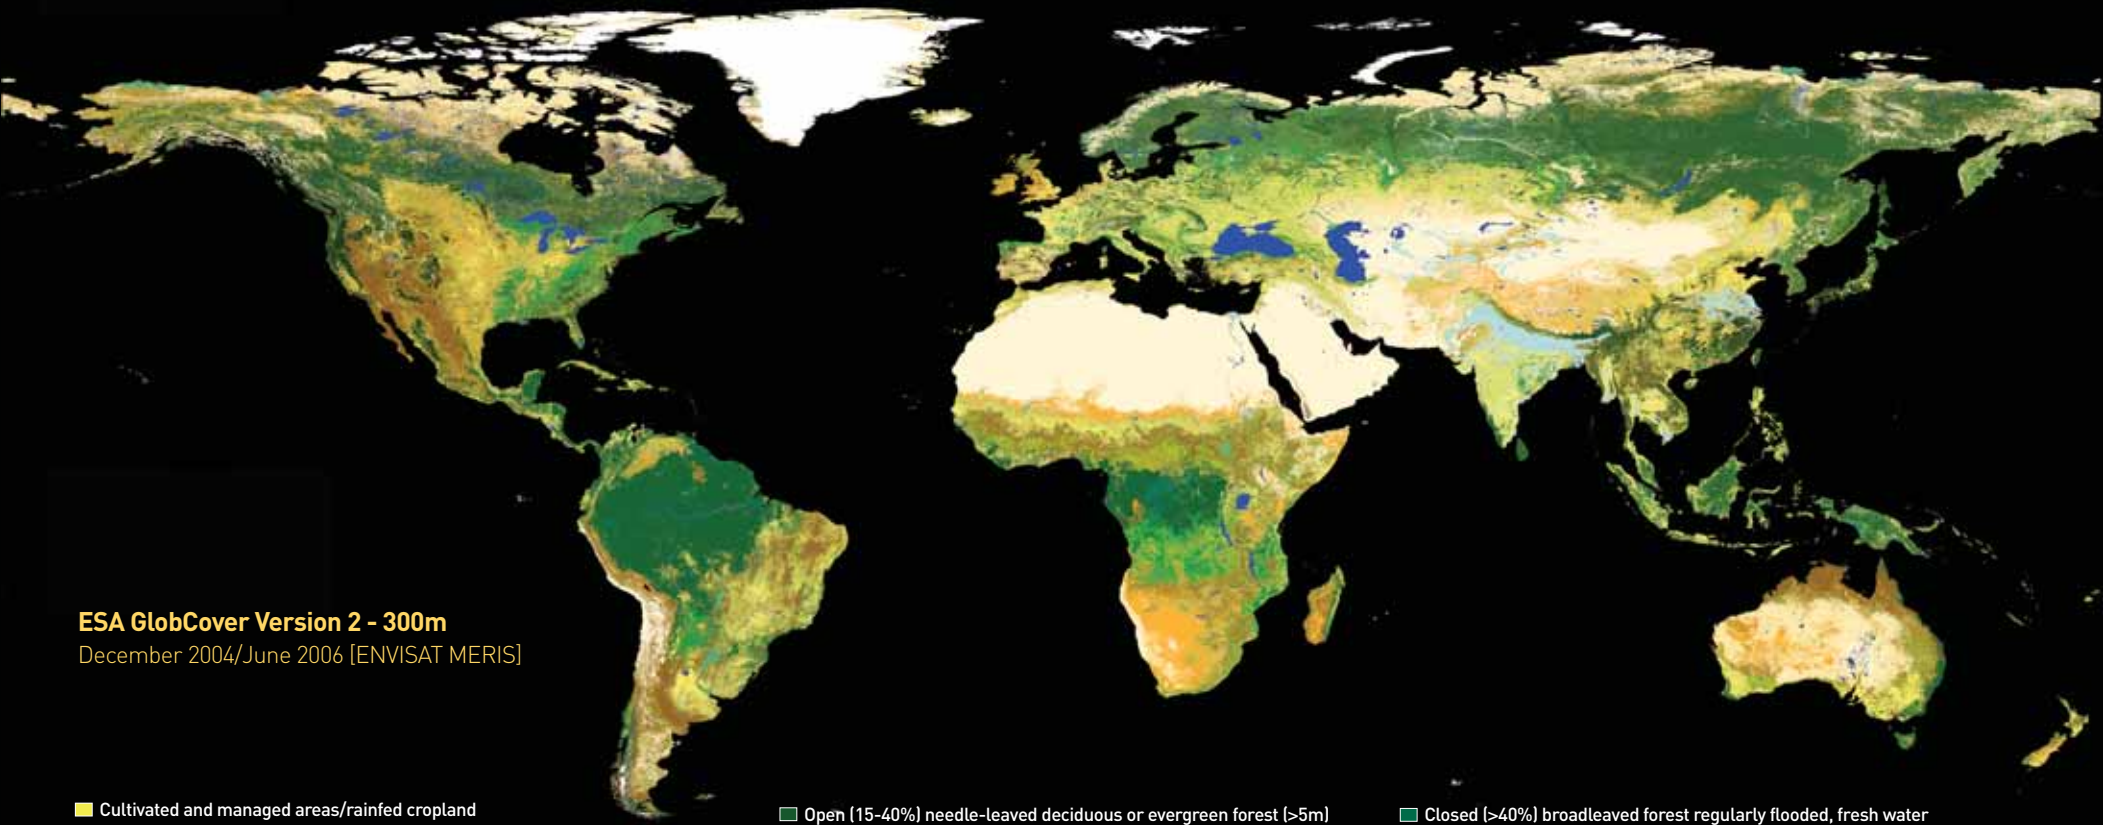 ESA GlobCover Version 2 - 300m
December 2004/June 2006 [ENVISAT MERIS]
Cultivated and managed areas/rainfed cropland
Open (15-40%) needle-leaved deciduous or evergreen forest (>5m)
Closed (>40%) broadleaved forest regularly flooded, fresh water